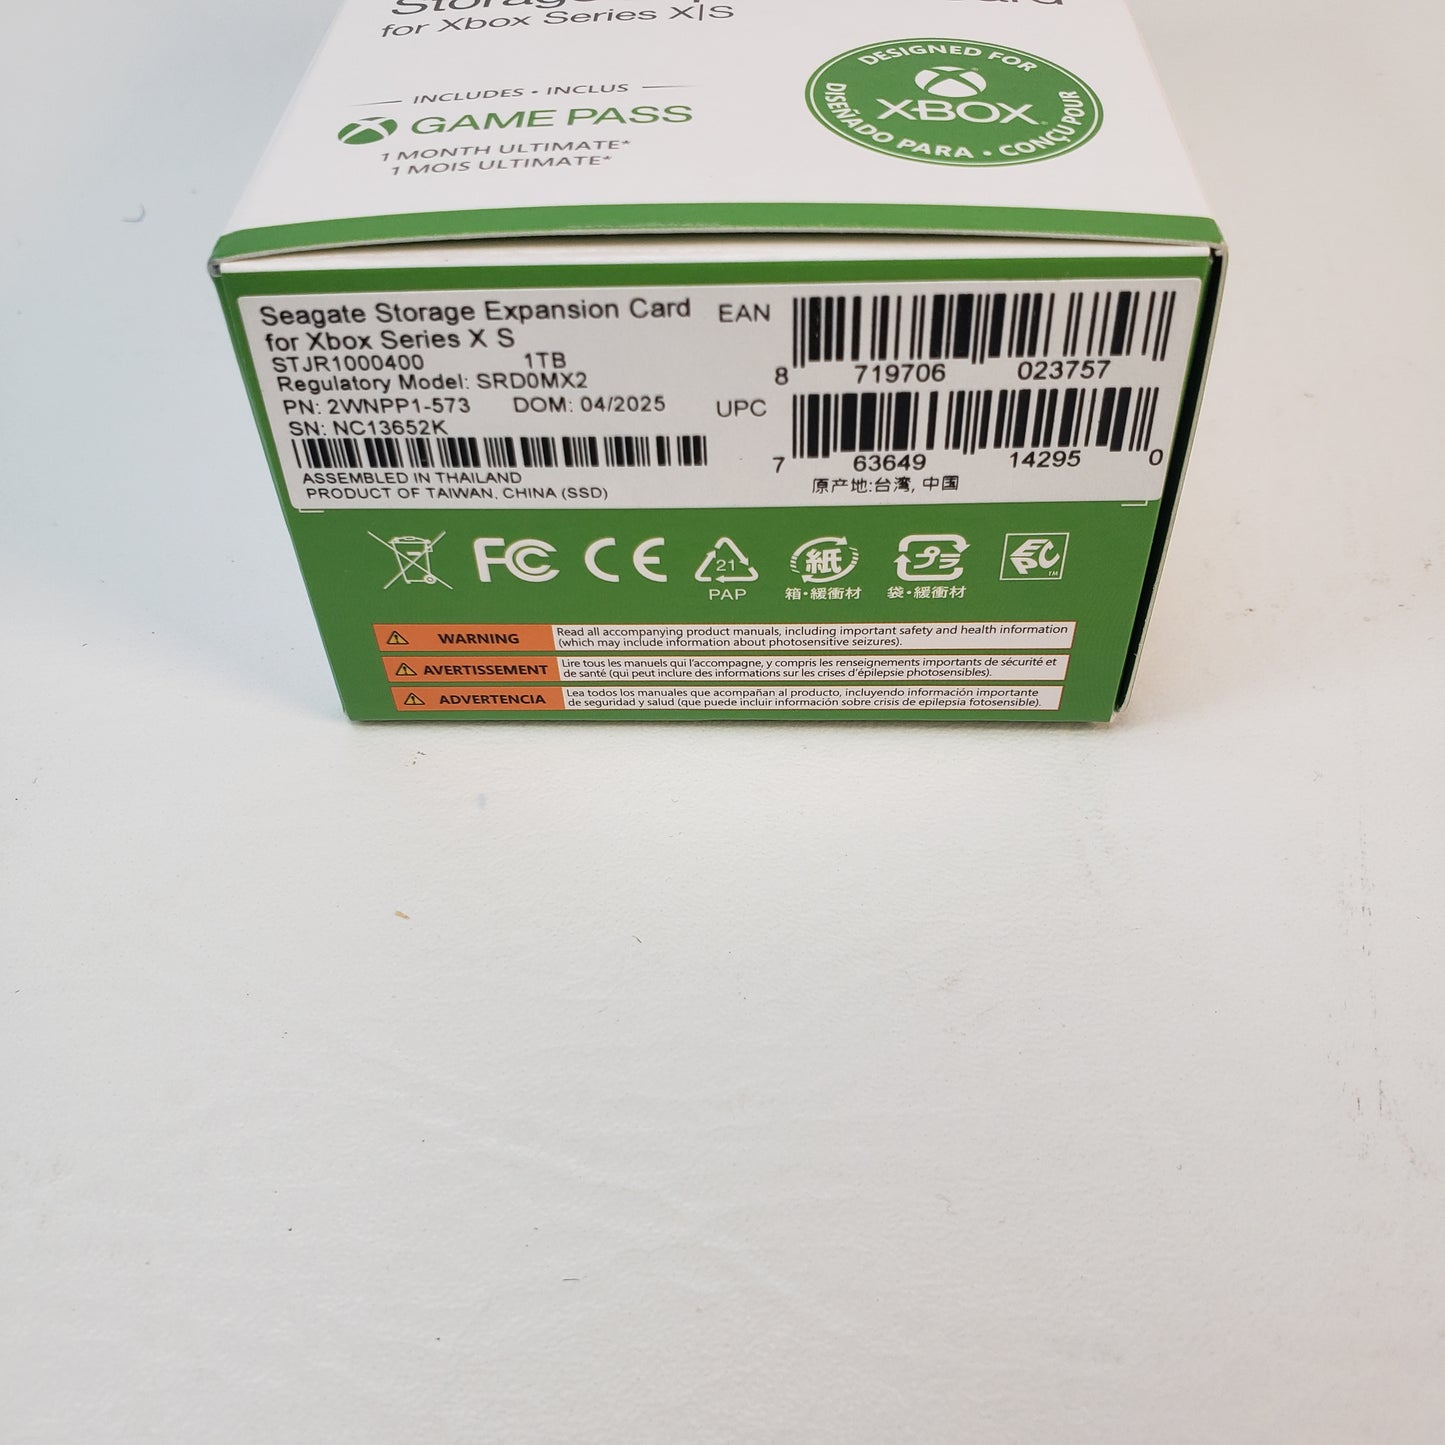 for Xbox Series X|S
INCLUDES • INCLUS
GAME PASS
1 MONTH ULTIMATE*
1 MOIS ULTIMATE*
DESIGNED FOR
XBOX
DISEÑADO PARA • CONÇU POUR
Seagate Storage Expansion Card
for Xbox Series X S
STJR1000400 1TB
Regulatory Model: SRD0MX2
PN: 2WNPP1-573 DOM: 04/2025
SN: NC13652K
ASSEMBLED IN THAILAND
PRODUCT OF TAIWAN, CHINA (SSD)
EAN
8 719706 023757
UPC
7 63649 14295 0
原产地:台湾, 中国
FC CE
21
PAP
紙
箱・緩衝材
プラ
袋・緩衝材
EPC
TM
WARNING Read all accompanying product manuals, including important safety and health information
(which may include information about photosensitive seizures).
AVERTISSEMENT Lire tous les manuels qui l'accompagne, y compris les renseignements importants de sécurité et
de santé (qui peut inclure des informations sur les crises d'épilepsie photosensibles).
ADVERTENCIA Lea todos los manuales que acompañan al producto, incluyendo información importante
de seguridad y salud (que puede incluir información sobre crisis de epilepsia fotosensible).